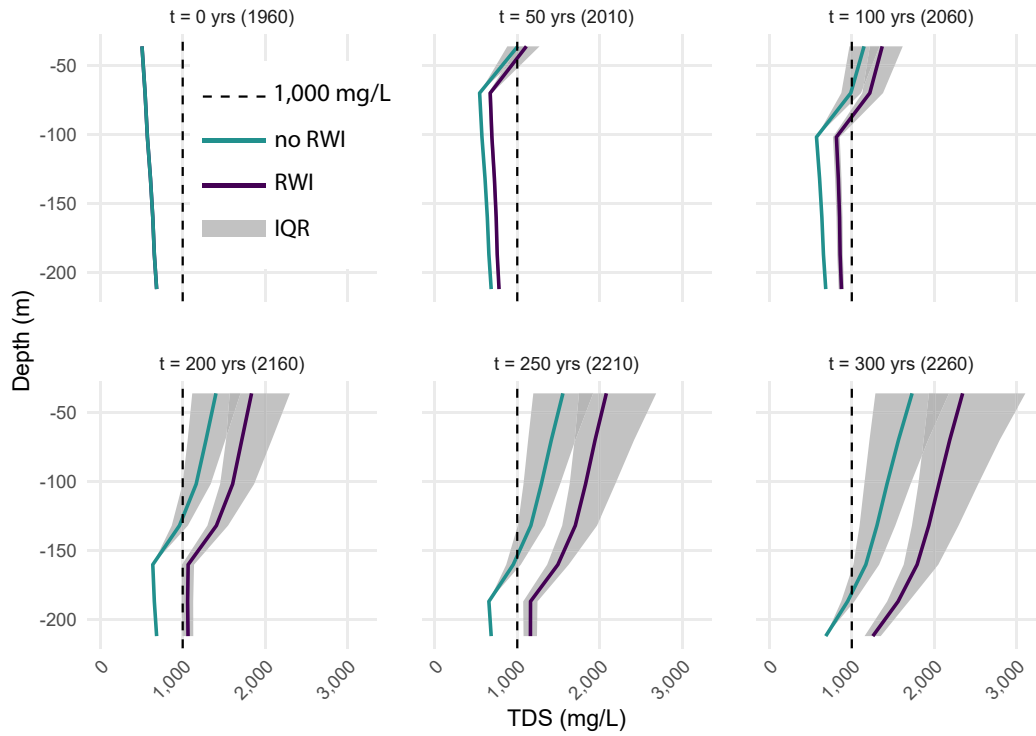 t = 0 yrs (1960)
t = 50 yrs (2010)
t = 100 yrs (2060)
-50
-100
-150
-200
1,000 mg/L
no RWI
RWI
IQR
Depth (m)
t = 200 yrs (2160)
t = 250 yrs (2210)
t = 300 yrs (2260)
-50
-100
-150
-200
0
1,000
2,000
3,000
0
1,000
2,000
3,000
0
1,000
2,000
3,000
TDS (mg/L)